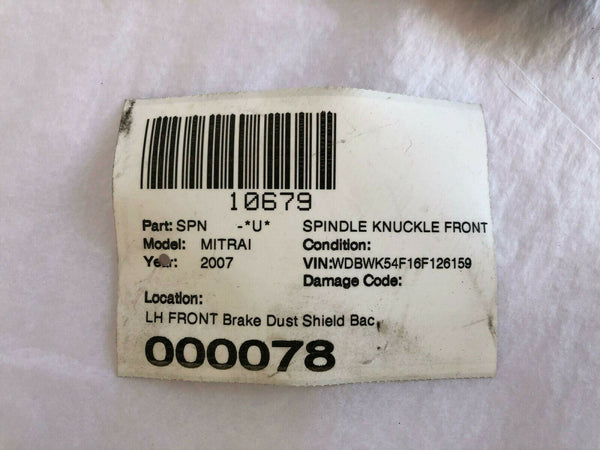 10679
Part: SPN -*U* SPINDLE KNUCKLE FRONT
Model: MITRAI Condition:
Year: 2007 VIN:WDBWK54F16F126159
Damage Code:
Location:
LH FRONT Brake Dust Shield Bac
000078